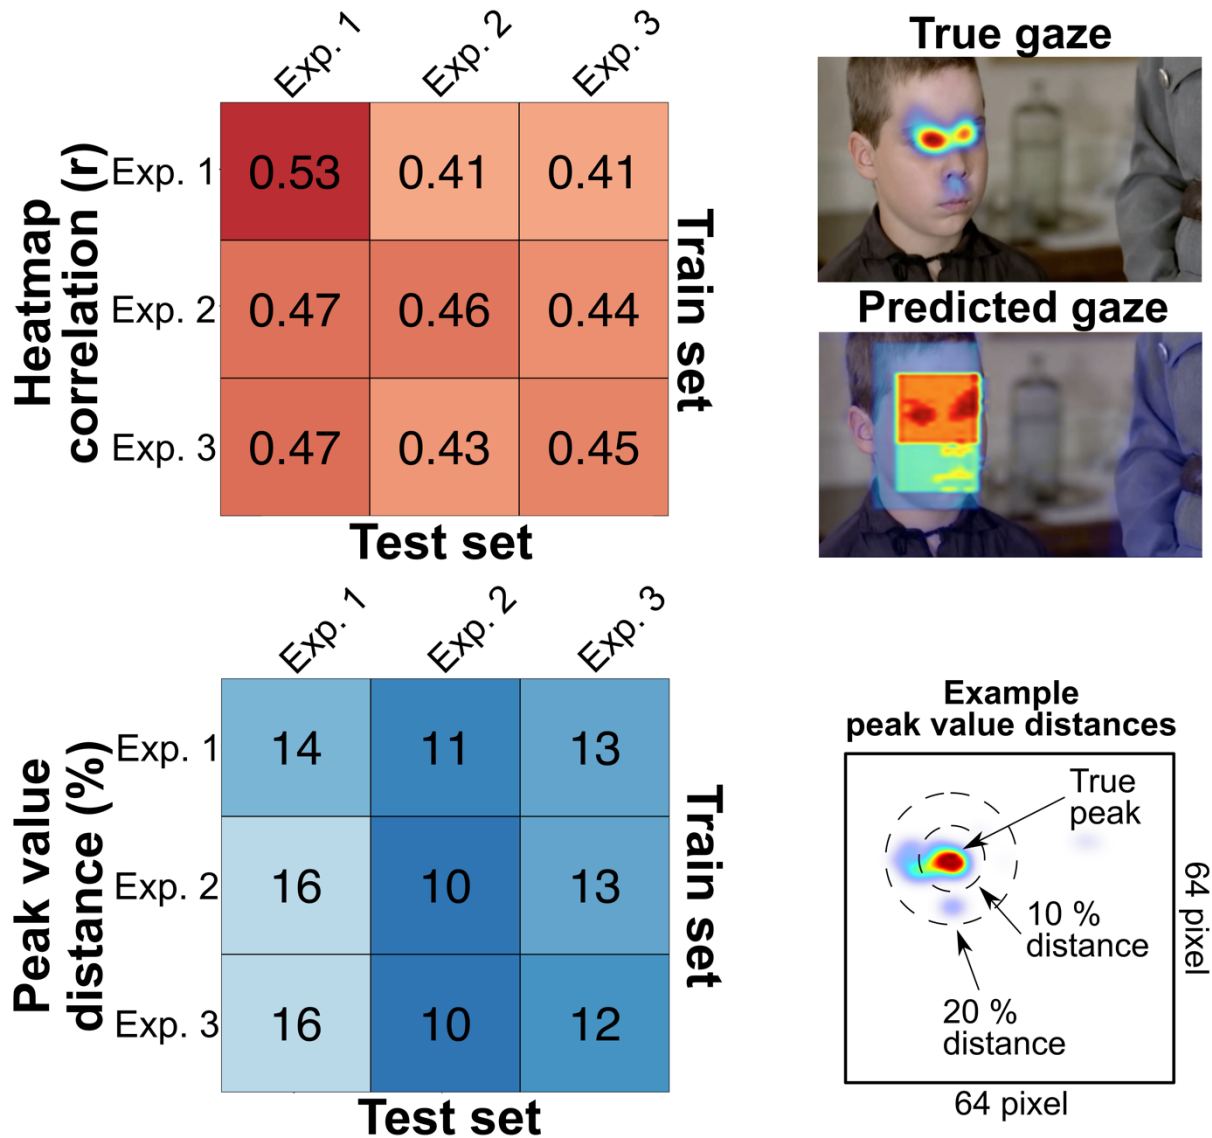 Exp. 1
Exp. 2
Exp. 3
Heatmap
correlation (r)
Exp. 1
0.53
0.41
0.41
Exp. 2
0.47
0.46
0.44
Exp. 3
0.47
0.43
0.45
Train set
Test set
True gaze
Predicted gaze
Exp. 1
Exp. 2
Exp. 3
Peak value
distance (%)
Exp. 1
14
11
13
Exp. 2
16
10
13
Exp. 3
16
10
12
Train set
Test set
Example
peak value distances
True
peak
10 %
distance
20 %
distance
64 pixel
64 pixel